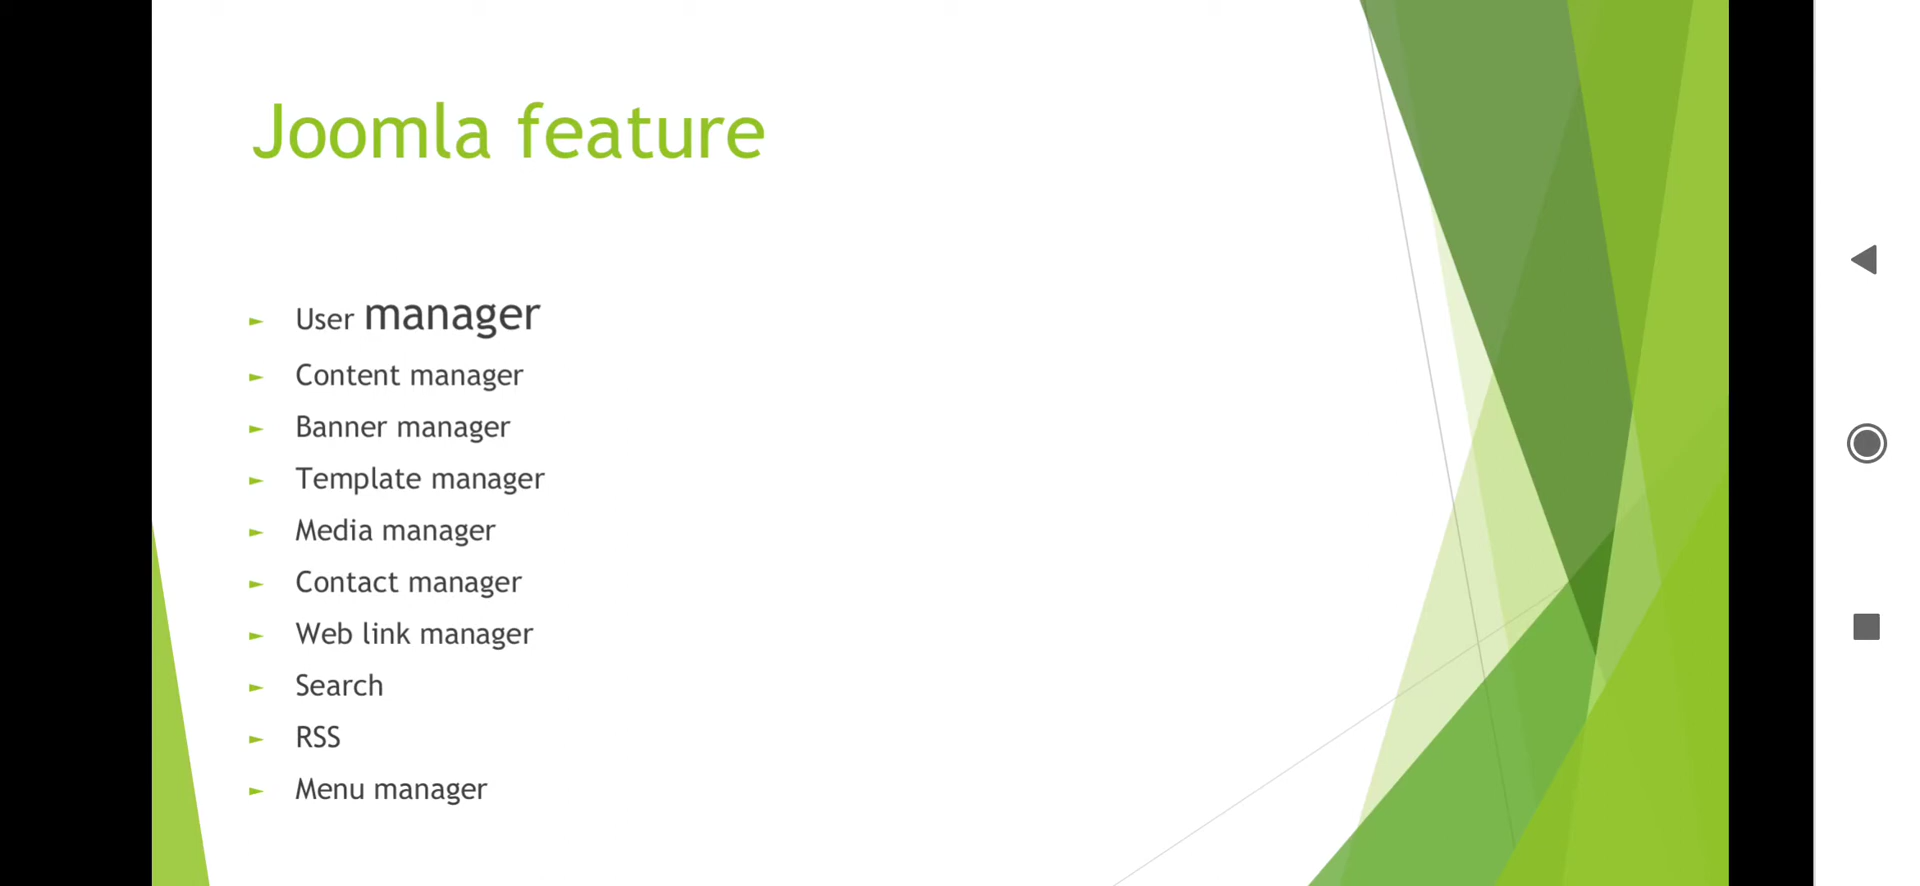 Joomla feature
User manager
Content manager
Banner manager
Template manager
Media manager
Contact manager
Web link manager
Search
RSS
Menu manager